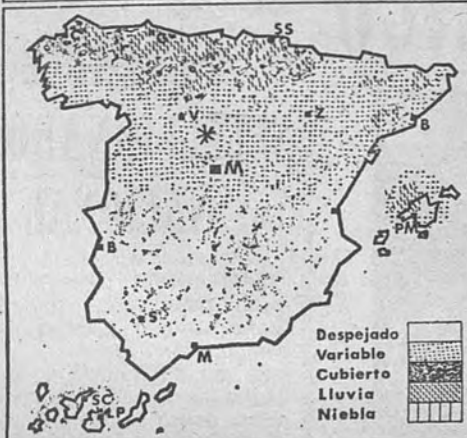 C
O
SS
V
Z
B
M
PM
B
S
M
SC
LP
Despejado
Variable
Cubierto
Lluvia
Niebla